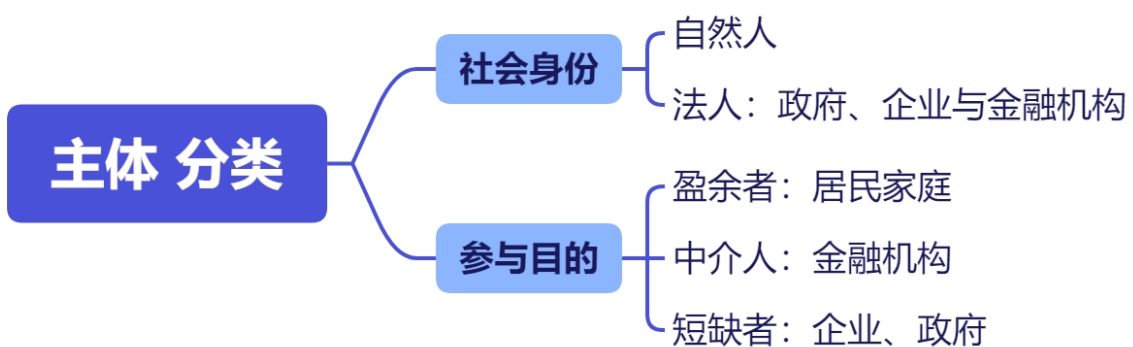 主体 分类
社会身份
自然人
法人：政府、企业与金融机构
参与目的
盈余者：居民家庭
中介人：金融机构
短缺者：企业、政府